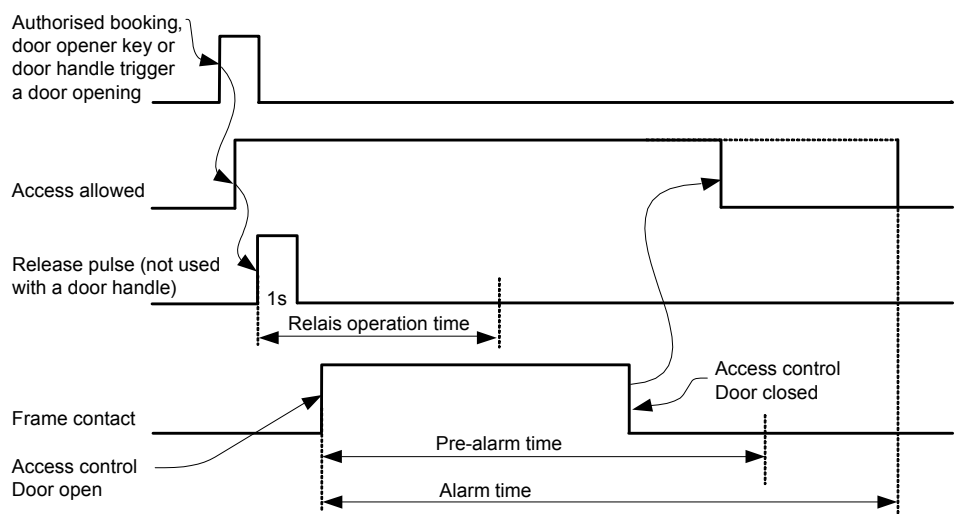 Authorised booking,
door opener key or
door handle trigger
a door opening
Access allowed
Release pulse (not used
with a door handle)
1s
Relais operation time
Frame contact
Access control
Door closed
Pre-alarm time
Access control
Door open
Alarm time